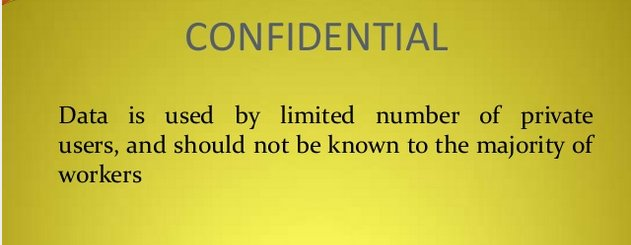 CONFIDENTIAL
Data is used by limited number of private
users, and should not be known to the majority of
workers